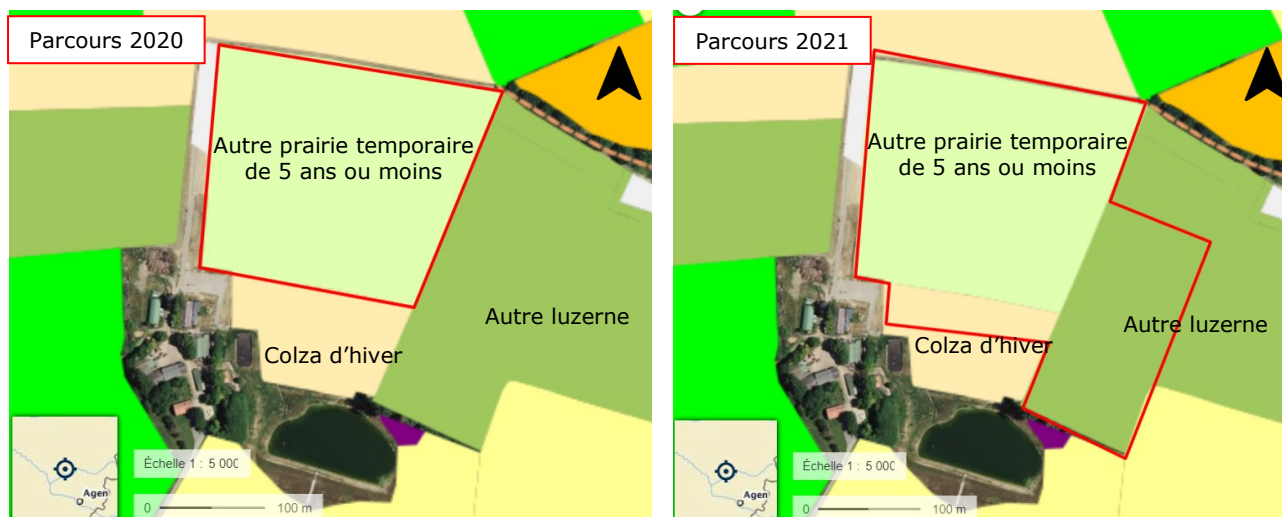 Parcours 2020
Autre prairie temporaire
de 5 ans ou moins
Autre luzerne
Colza d’hiver
Échelle 1 : 5 000
Agen
0 100 m
Parcours 2021
Autre prairie temporaire
de 5 ans ou moins
Autre luzerne
Colza d’hiver
Échelle 1 : 5 000
Agen
0 100 m